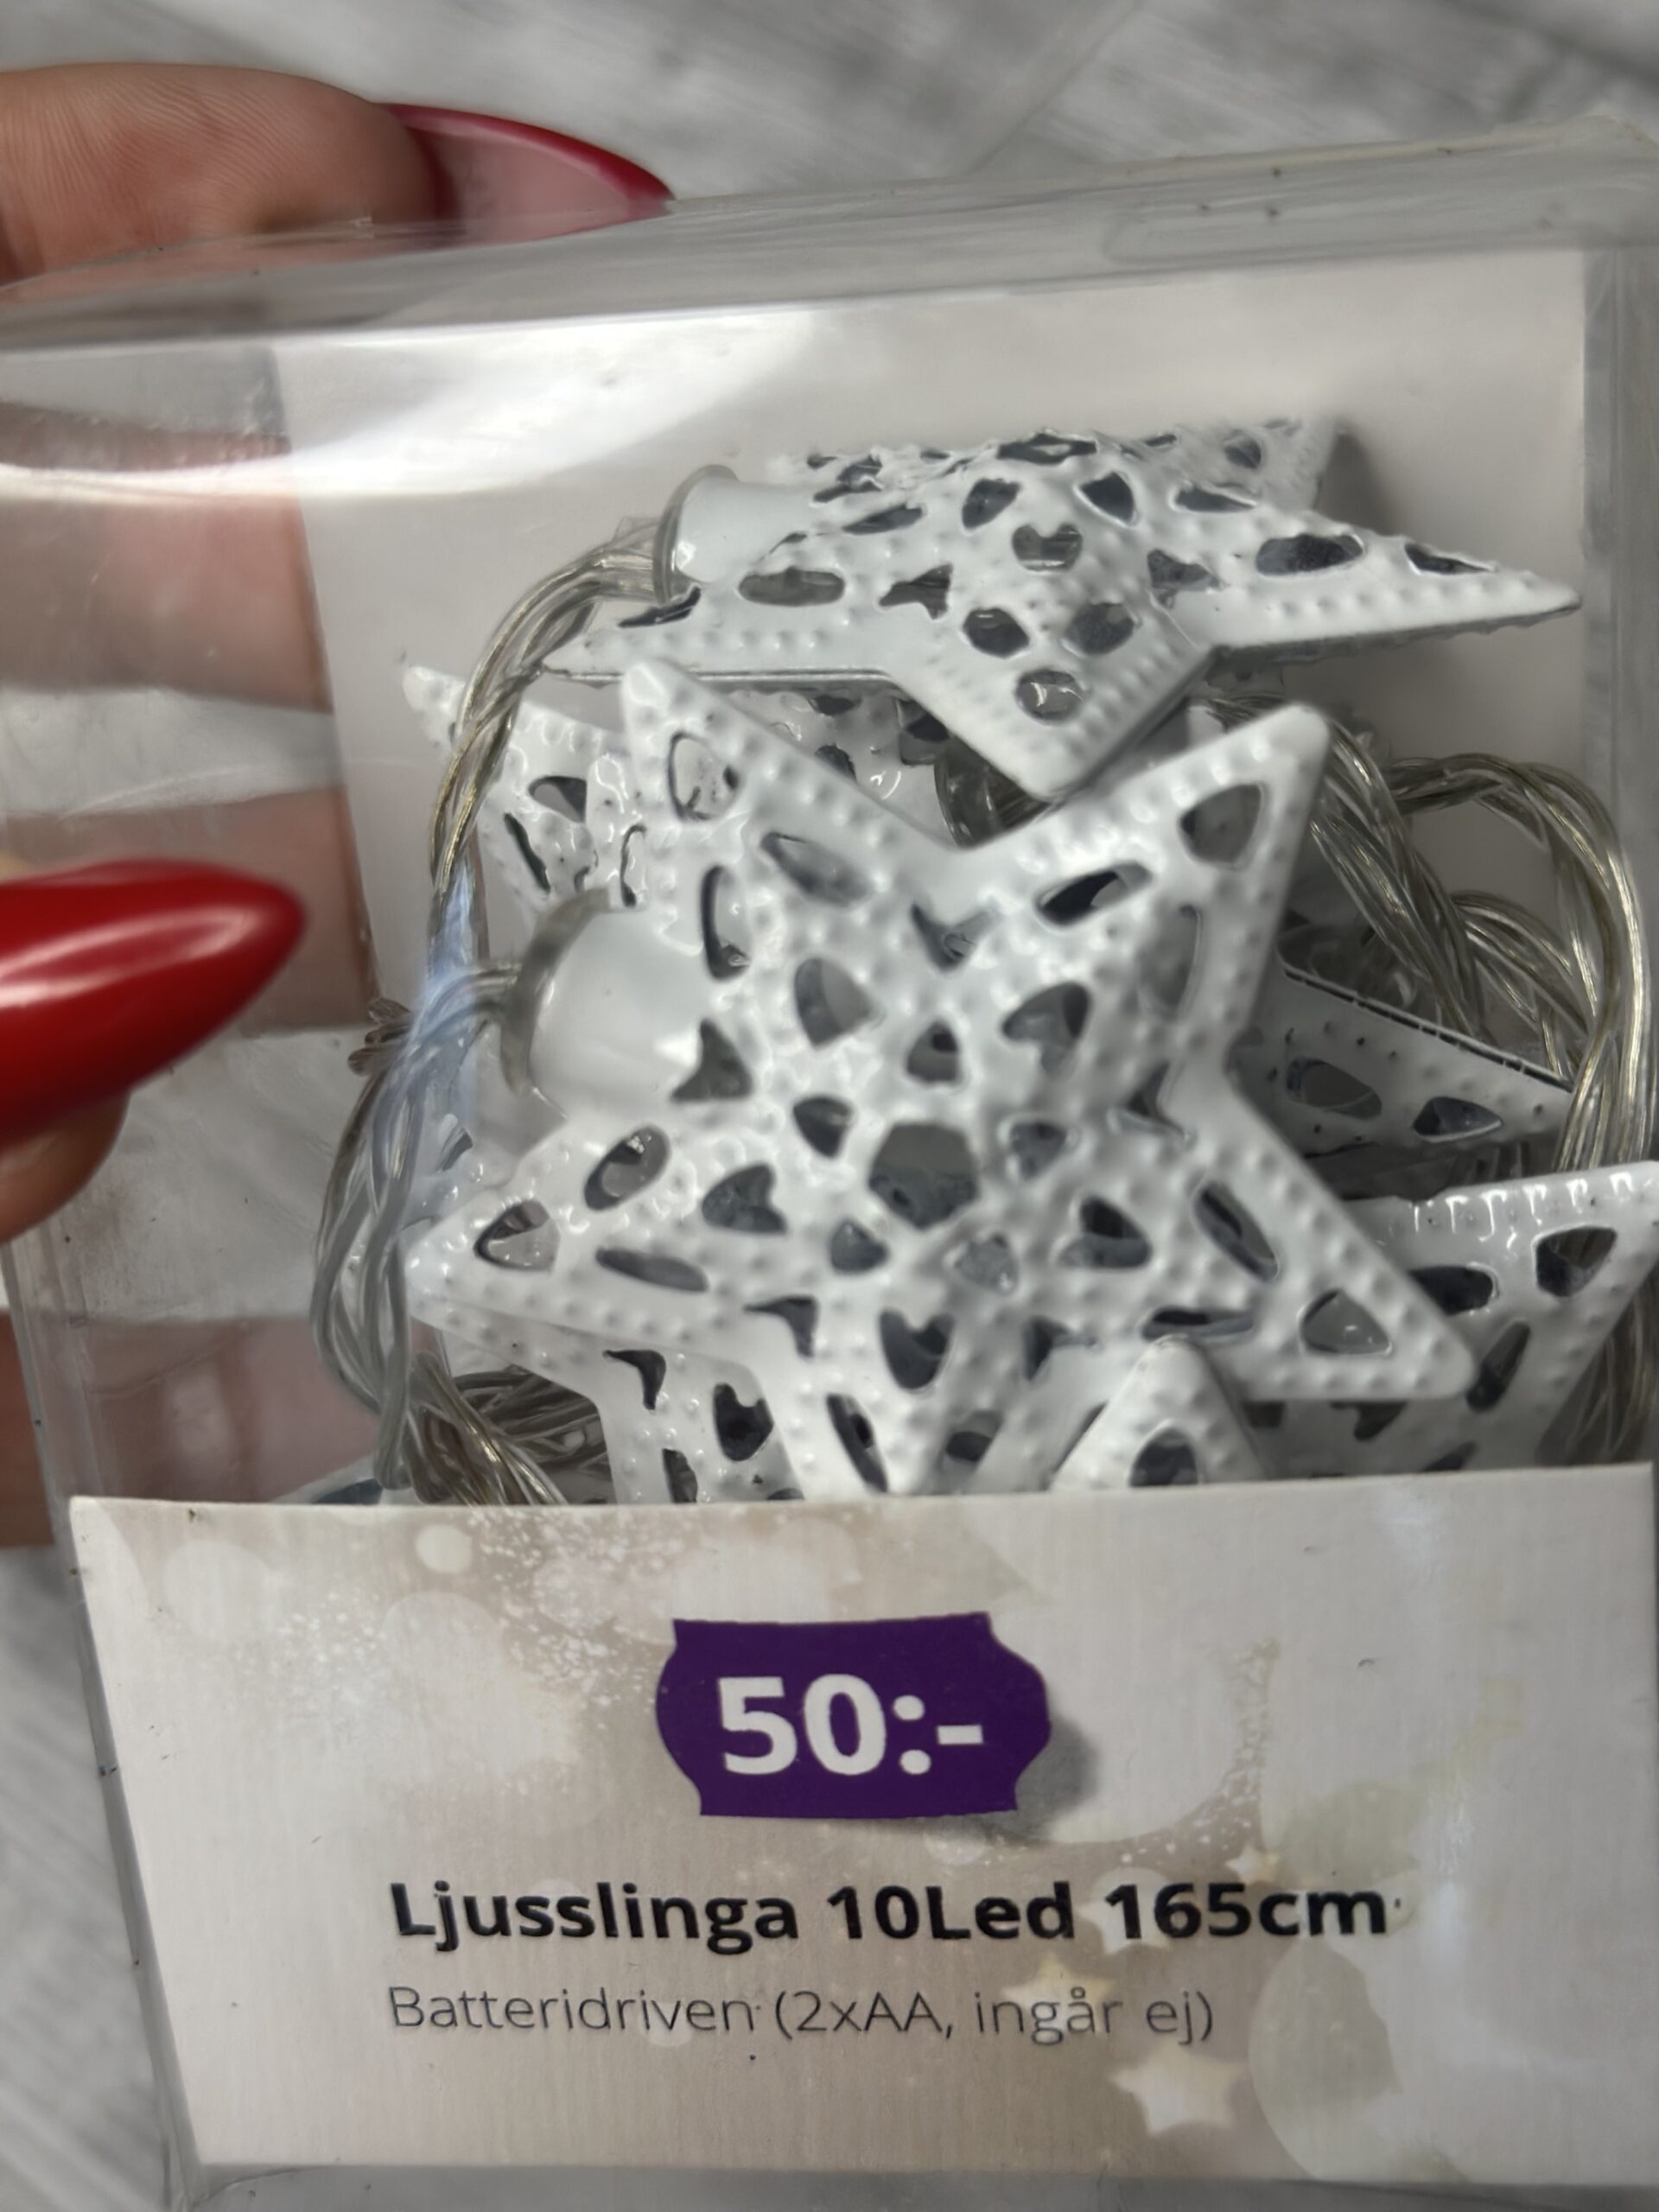 50:-
Ljusslinga 10Led 165cm
Batteridriven (2xAA, ingår ej)